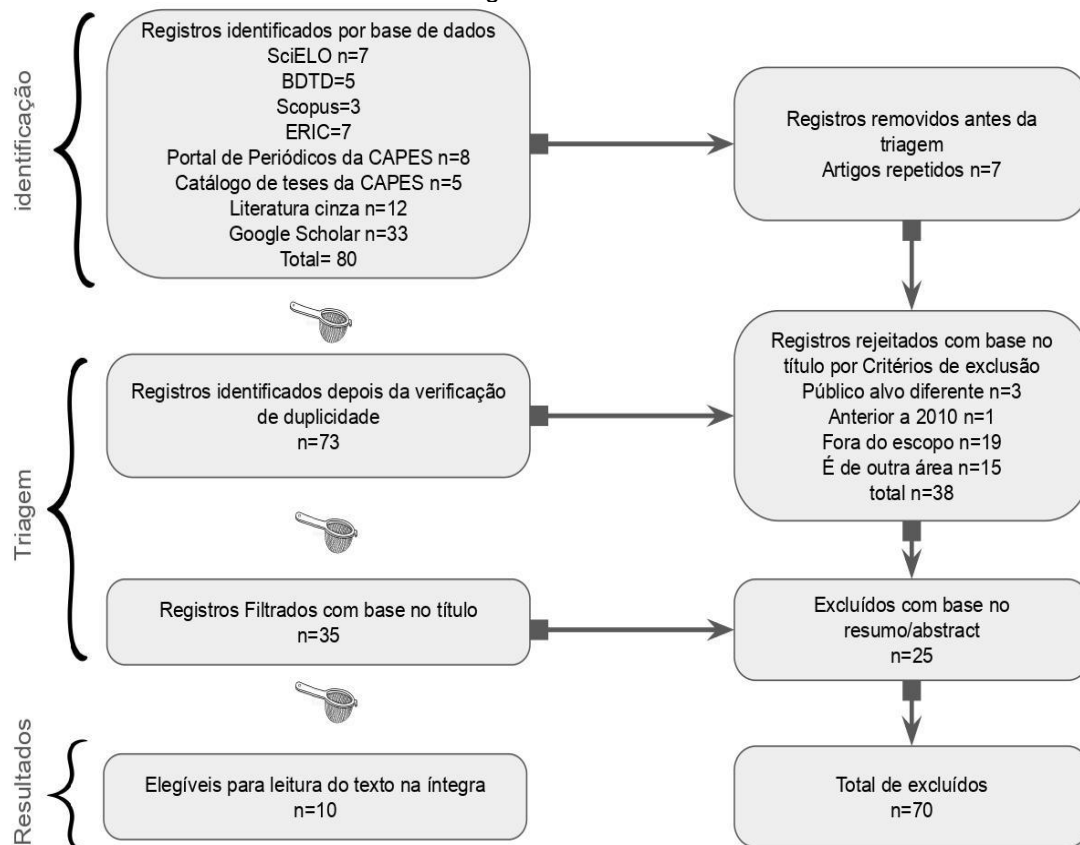 identificação
Registros identificados por base de dados
SciELO n=7
BDTD=5
Scopus=3
ERIC=7
Portal de Periódicos da CAPES n=8
Catálogo de teses da CAPES n=5
Literatura cinza n=12
Google Scholar n=33
Total= 80
Registros removidos antes da
triagem
Artigos repetidos n=7
Triagem
Registros identificados depois da verificação
de duplicidade
n=73
Registros rejeitados com base no
título por Critérios de exclusão
Público alvo diferente n=3
Anterior a 2010 n=1
Fora do escopo n=19
É de outra área n=15
total n=38
Registros Filtrados com base no título
n=35
Excluídos com base no
resumo/abstract
n=25
Resultados
Elegíveis para leitura do texto na íntegra
n=10
Total de excluídos
n=70